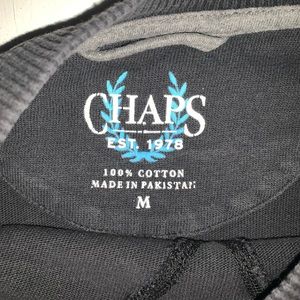 CHAPS
EST. 1978
100% COTTON
MADE IN PAKISTAN
M